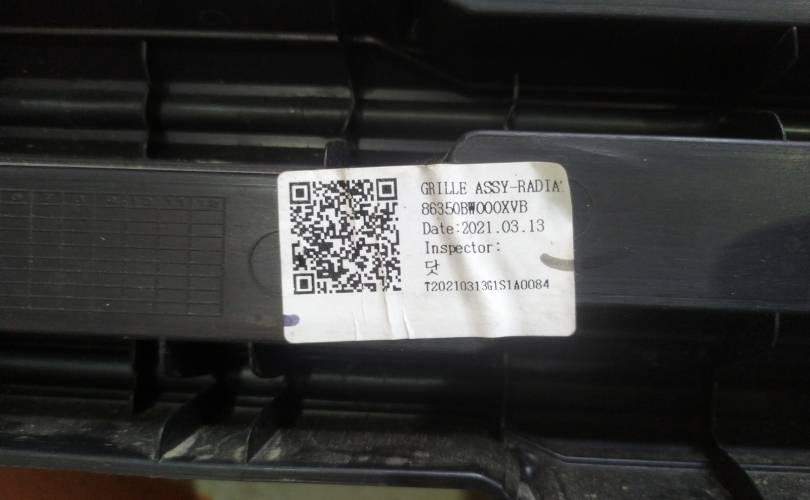 GRILLE ASSY-RADIA
86350BW000XVB
Date:2021.03.13
Inspector:
닷
T20210313G1S1A0084